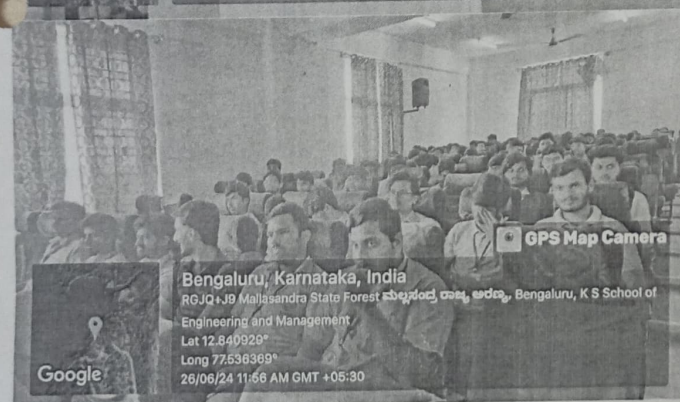 GPS Map Camera
Bengaluru, Karnataka, India
RGJQ+J9 Mallasandra State Forest ಮಲ್ಲಸಂದ್ರ ರಾಜ್ಯ ಅರಣ್ಯ, Bengaluru, K S School of
Engineering and Management
Lat 12.840929°
Long 77.536369°
26/06/24 11:56 AM GMT +05:30
Google